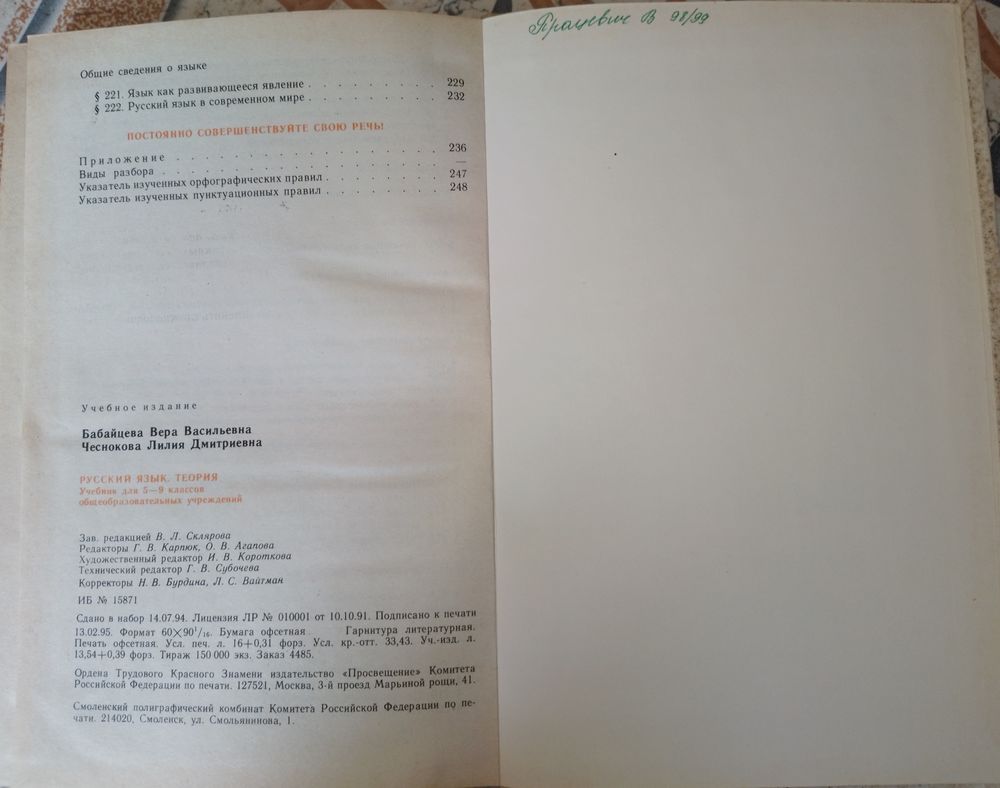 Общие сведения о языке
§ 221. Язык как развивающееся явление . . . . . . . . . 229
§ 222. Русский язык в современном мире . . . . . . . . . 232
ПОСТОЯННО СОВЕРШЕНСТВУЙТЕ СВОЮ РЕЧЬ!
Приложение . . . . . . . . . . . . . . . . . . 236
Виды разбора . . . . . . . . . . . . . . . . . . —
Указатель изученных орфографических правил . . . . . . . . 247
Указатель изученных пунктуационных правил . . . . . . . . 248
Учебное издание
Бабайцева Вера Васильевна
Чеснокова Лилия Дмитриевна
РУССКИЙ ЯЗЫК. ТЕОРИЯ
Учебник для 5—9 классов
общеобразовательных учреждений
Зав. редакцией В. Л. Склярова
Редакторы Г. В. Карпюк, О. В. Агапова
Художественный редактор И. В. Короткова
Технический редактор Г. В. Субочева
Корректоры Н. В. Бурдина, Л. С. Вайтман
ИБ № 15871
Сдано в набор 14.07.94. Лицензия ЛР № 010001 от 10.10.91. Подписано к печати
13.02.95. Формат 60×90¹/₁₆. Бумага офсетная. Гарнитура литературная.
Печать офсетная. Усл. печ. л. 16+0,31 форз. Усл. кр.-отт. 33,43. Уч.-изд. л.
13,54+0,39 форз. Тираж 150 000 экз. Заказ 4485.
Ордена Трудового Красного Знамени издательство «Просвещение» Комитета
Российской Федерации по печати. 127521, Москва, 3-й проезд Марьиной рощи, 41.
Смоленский полиграфический комбинат Комитета Российской Федерации по пе-
чати. 214020, Смоленск, ул. Смольянинова, 1.
Працевич В 98/99